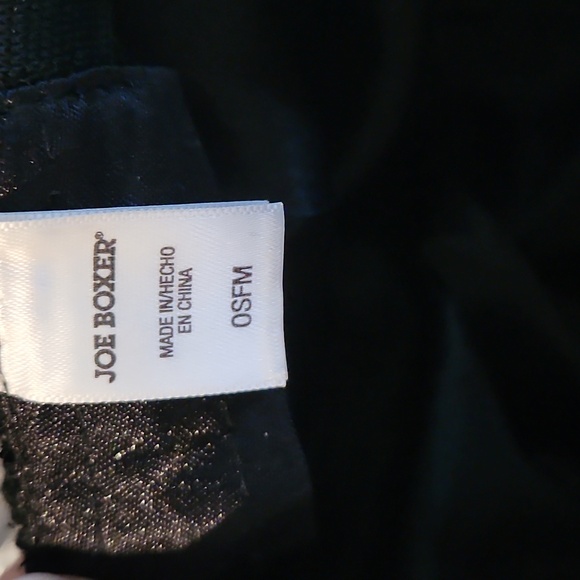 JOE BOXER®
MADE IN/HECHO
EN CHINA
OSFM